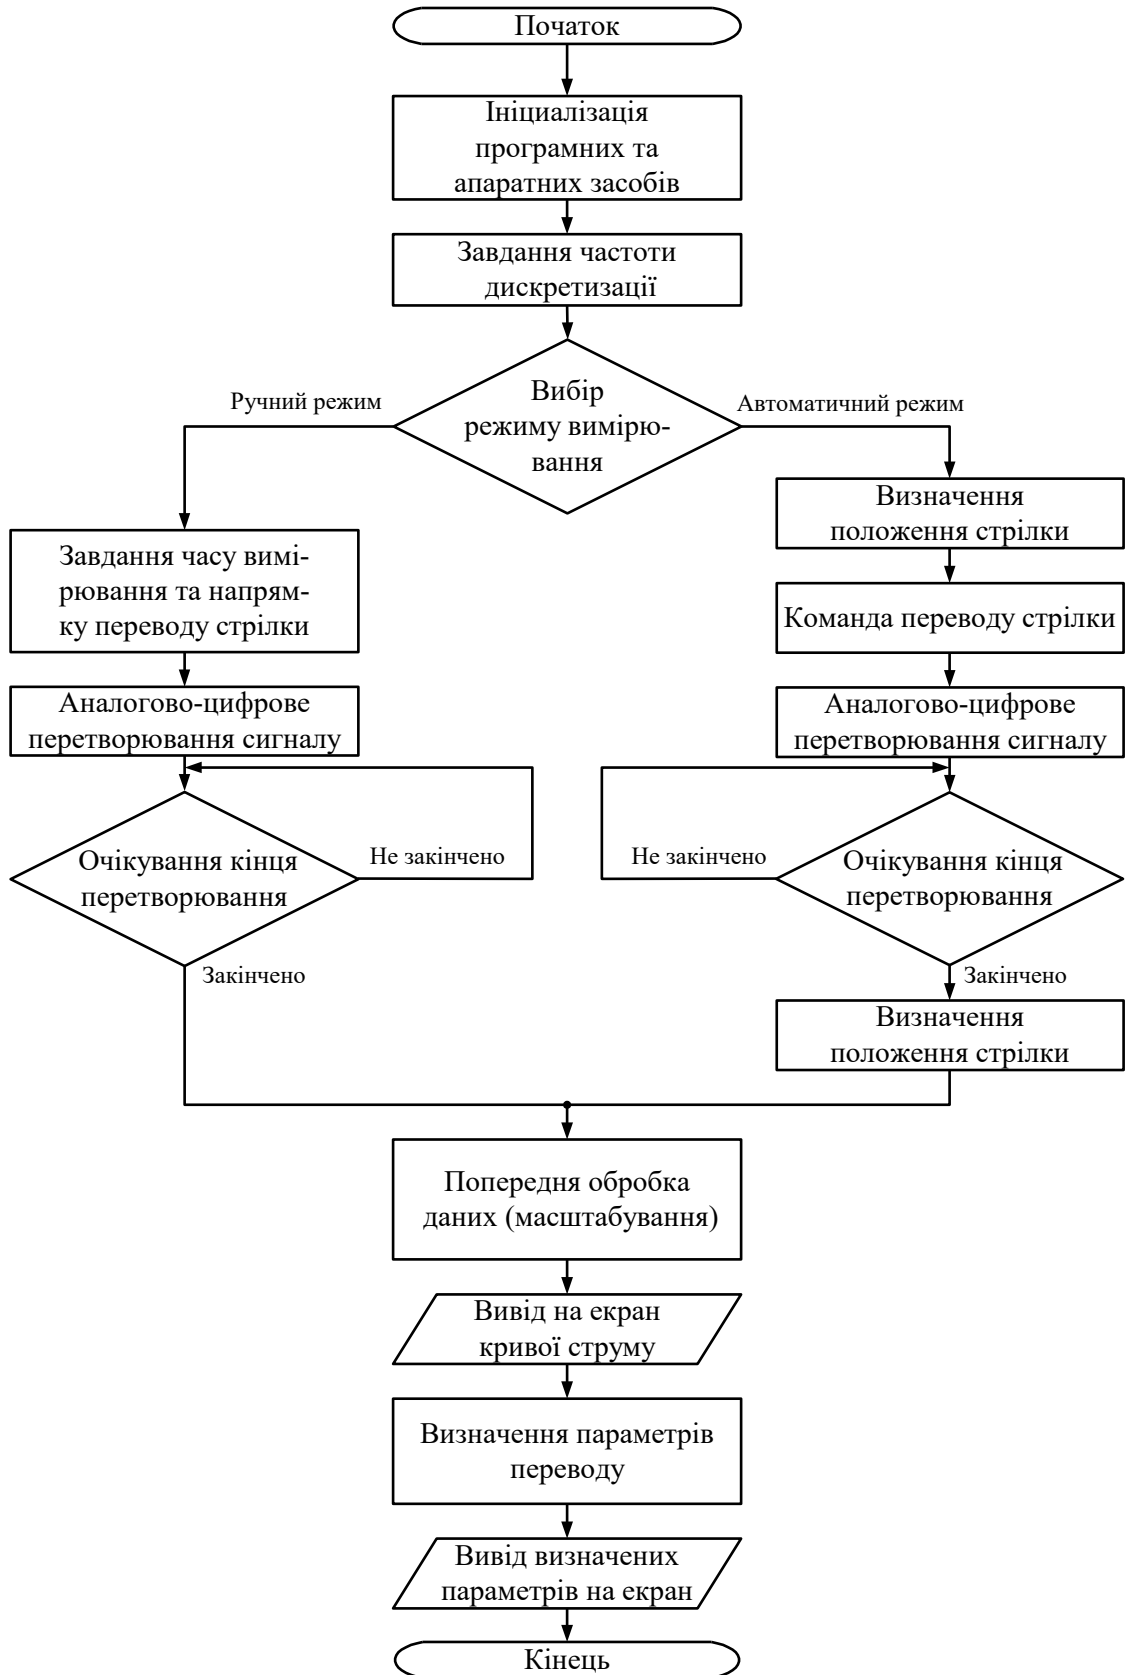 Початок
Ініциалізація
програмних та
апаратних засобів
Завдання частоти
дискретизації
Вибір
режиму вимірю-
вання
Ручний режим
Автоматичний режим
Завдання часу вимі-
рювання та напрям-
ку переводу стрілки
Аналогово-цифрове
перетворювання сигналу
Очікування кінця
перетворювання
Не закінчено
Закінчено
Визначення
положення стрілки
Команда переводу стрілки
Аналогово-цифрове
перетворювання сигналу
Не закінчено
Очікування кінця
перетворювання
Закінчено
Визначення
положення стрілки
Попередня обробка
даних (масштабування)
Вивід на екран
кривої струму
Визначення параметрів
переводу
Вивід визначених
параметрів на екран
Кінець